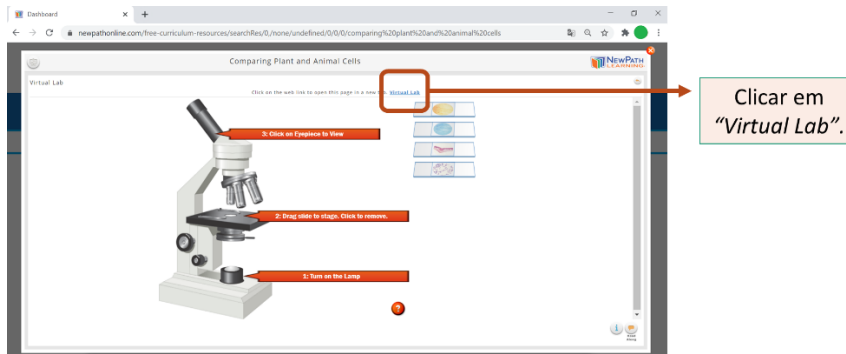 Dashboard
newpathonline.com/free-curriculum-resources/searchRes/0,/none/undefined/0/0/0/comparing%20plant%20and%20animal%20cells
Comparing Plant and Animal Cells
NEWPATH
LEARNING
Virtual Lab
Click on the web link to open this page in a new tab. Virtual Lab
Clicar em
“Virtual Lab”.
3: Click on Eyepiece to View
2: Drag slide to stage. Click to remove.
1: Turn on the Lamp
?
i